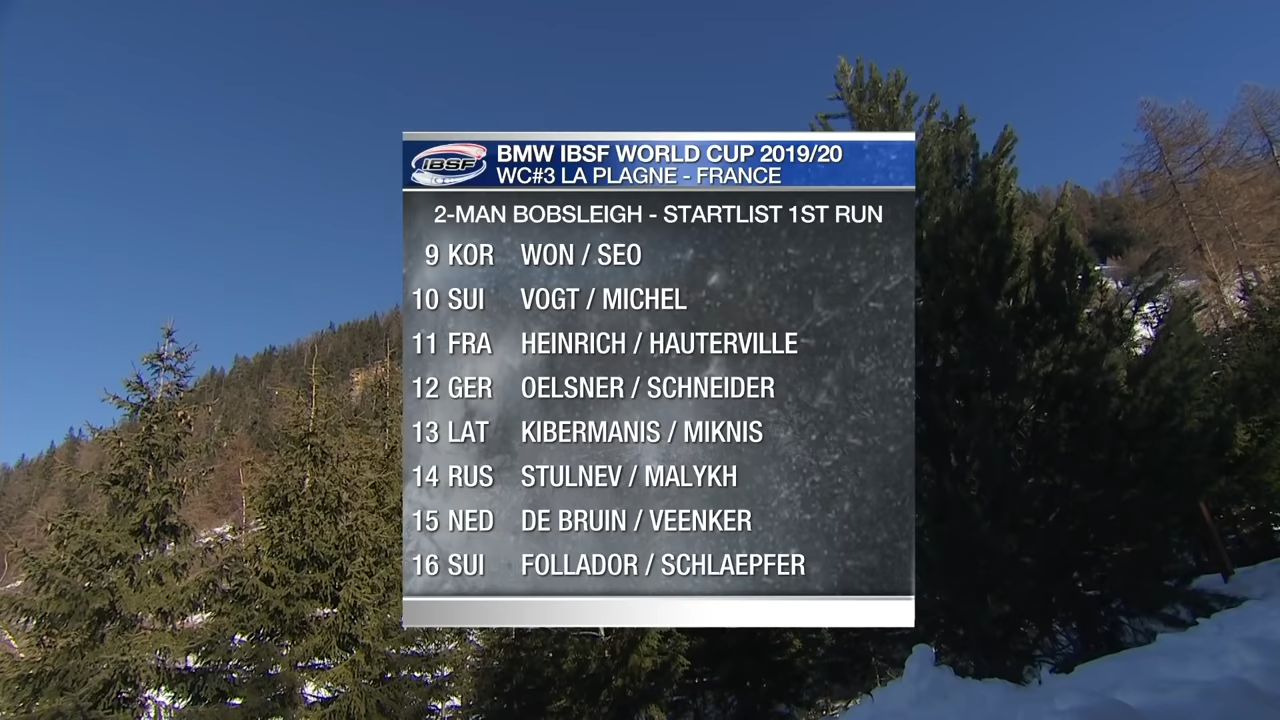 IBSF
BMW IBSF WORLD CUP 2019/20
WC#3 LA PLAGNE - FRANCE
2-MAN BOBSLEIGH - STARTLIST 1ST RUN
9 KOR WON / SEO
10 SUI VOGT / MICHEL
11 FRA HEINRICH / HAUTERVILLE
12 GER OELSNER / SCHNEIDER
13 LAT KIBERMANIS / MIKNIS
14 RUS STULNEV / MALYKH
15 NED DE BRUIN / VEENKER
16 SUI FOLLADOR / SCHLAEPFER